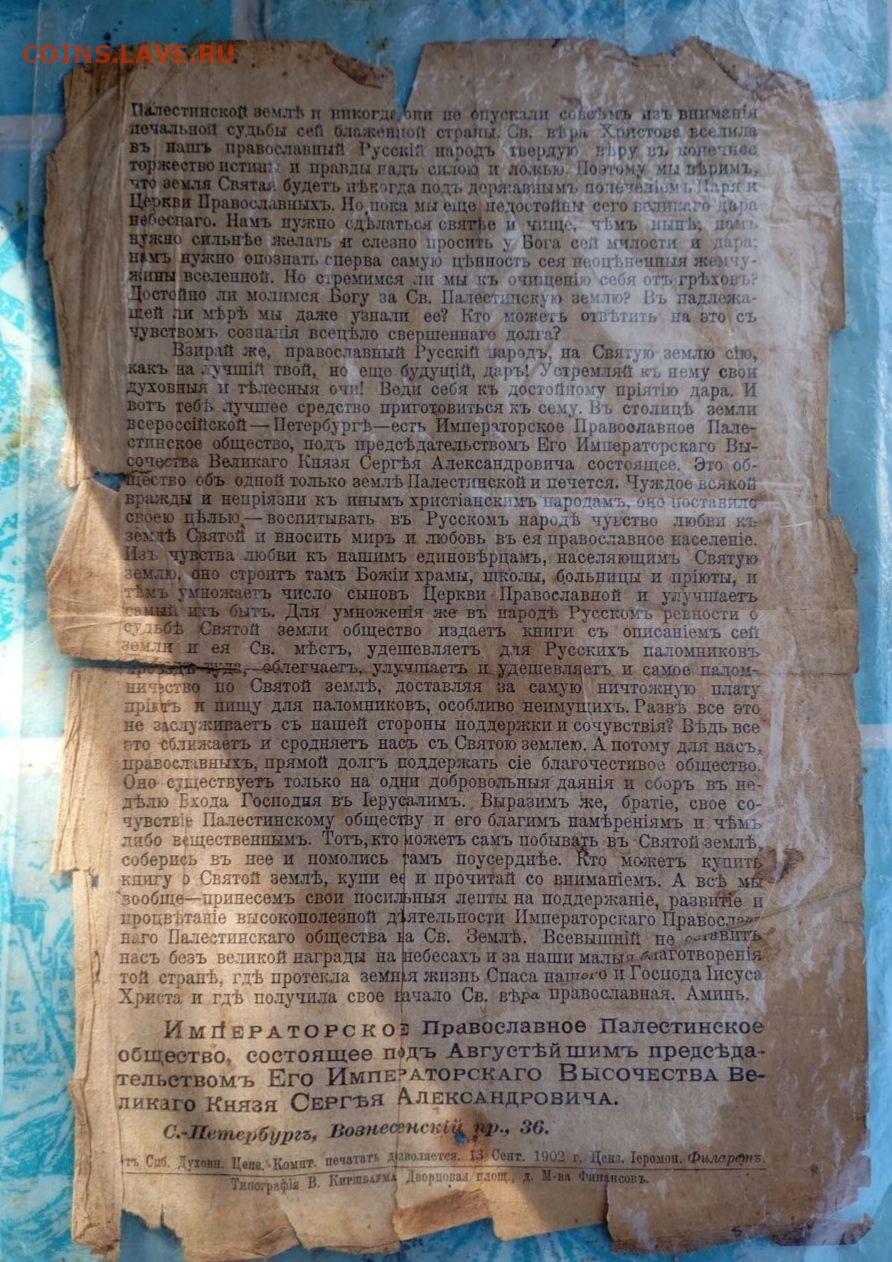 COINS.LAVE.RU
Палестинской землѣ и никогда они не опускали совсѣмъ изъ вниманія
печальной судьбы сей блаженной страны. Св. вѣра Христова вселила
въ нашъ православный Русскій народъ твердую вѣру въ конечное
торжество истины и правды надъ силою и ложью. Поэтому мы вѣримъ,
что земля Святая будетъ нѣкогда подъ державнымъ попеченіемъ Царя и
Церкви Православныхъ. Но пока мы еще недостойны сего великаго дара
небеснаго. Намъ нужно сдѣлаться святѣе и чище, чѣмъ нынѣ; намъ
нужно сильнѣе желать и слезно просить у Бога сей милости и дара;
намъ нужно опознать сперва самую цѣнность сея неоцѣненныя жемчу-
жины вселенной. Но стремимся ли мы къ очищенію себя отъ грѣховъ?
Достойно ли молимся Богу за Св. Палестинскую землю? Въ надлежа-
щей ли мѣрѣ мы даже узнали ее? Кто можетъ отвѣтить на это съ
чувствомъ сознанія всецѣло свершеннаго долга?
Взирай же, православный Русскій народъ, на Святую землю сію,
какъ на лучшій твой, но еще будущій, даръ! Устремляй къ нему свои
духовныя и тѣлесныя очи! Веди себя къ достойному пріятію дара. И
вотъ тебѣ лучшее средство приготовиться къ сему. Въ столицѣ земли
всероссійской — Петербургѣ — есть Императорское Православное Пале-
стинское общество, подъ предсѣдательствомъ Его Императорскаго Вы-
сочества Великаго Князя Сергѣя Александровича состоящее. Это об-
щество объ одной только землѣ Палестинской и печется. Чуждое всякой
вражды и непріязни къ инымъ христіанскимъ народамъ, оно поставило
своею цѣлью — воспитывать въ Русскомъ народѣ чувство любви къ
землѣ Святой и вносить миръ и любовь въ ея православное населеніе.
Изъ чувства любви къ нашимъ единовѣрцамъ, населяющимъ Святую
землю, оно строитъ тамъ Божіи храмы, школы, больницы и пріюты, и
тѣмъ умножаетъ число сыновъ Церкви Православной и улучшаетъ
самый ихъ бытъ. Для умноженія же въ народѣ Русскомъ ревности о
судьбѣ Святой земли общество издаетъ книги съ описаніемъ сей
земли и ея Св. мѣстъ, удешевляетъ для Русскихъ паломниковъ
проѣздъ туда, облегчаетъ, улучшаетъ и удешевляетъ и самое палом-
ничество по Святой землѣ, доставляя за самую ничтожную плату
пріютъ и пищу для паломниковъ, особливо неимущихъ. Развѣ все это
не заслуживаетъ съ нашей стороны поддержки и сочувствія? Вѣдь все
это сближаетъ и сродняетъ насъ съ Святою землею. А потому для насъ,
православныхъ, прямой долгъ поддержать сіе благочестивое общество.
Оно существуетъ только на одни добровольныя даянія и сборъ въ не-
дѣлю Входа Господня въ Іерусалимъ. Выразимъ же, братіе, свое со-
чувствіе Палестинскому обществу и его благимъ намѣреніямъ и чѣмъ
либо вещественнымъ. Тотъ, кто можетъ самъ побывать въ Святой землѣ,
соберись въ нее и помолись тамъ поусерднѣе. Кто можетъ купить
книгу о Святой землѣ, купи ее и прочитай со вниманіемъ. А всѣ мы
вообще — принесемъ свои посильныя лепты на поддержаніе, развитіе и
процвѣтаніе высокополезной дѣятельности Императорскаго Православ-
наго Палестинскаго общества на Св. Землѣ. Всевышній не оставитъ
насъ безъ великой награды на небесахъ и за наши малыя благотворенія
той странѣ, гдѣ протекла земная жизнь Спаса нашего и Господа Іисуса
Христа и гдѣ получила свое начало Св. вѣра православная. Аминь.
ИМПЕРАТОРСКОЕ Православное Палестинское
общество, состоящее подъ Августѣйшимъ предсѣда-
тельствомъ Его ИМПЕРАТОРСКАГО ВЫСОЧЕСТВА Ве-
ликаго Князя СЕРГѢЯ АЛЕКСАНДРОВИЧА.
С.-Петербургъ, Вознесенскій пр., 36.
Отъ Спб. Духовн. Ценз. Комит. печатать дозволяется. 13 Сент. 1902 г. Ценз. Іеромон. Филаретъ.
Типографія В. Киршбаума Дворцовая площ., д. М-ва Финансовъ.